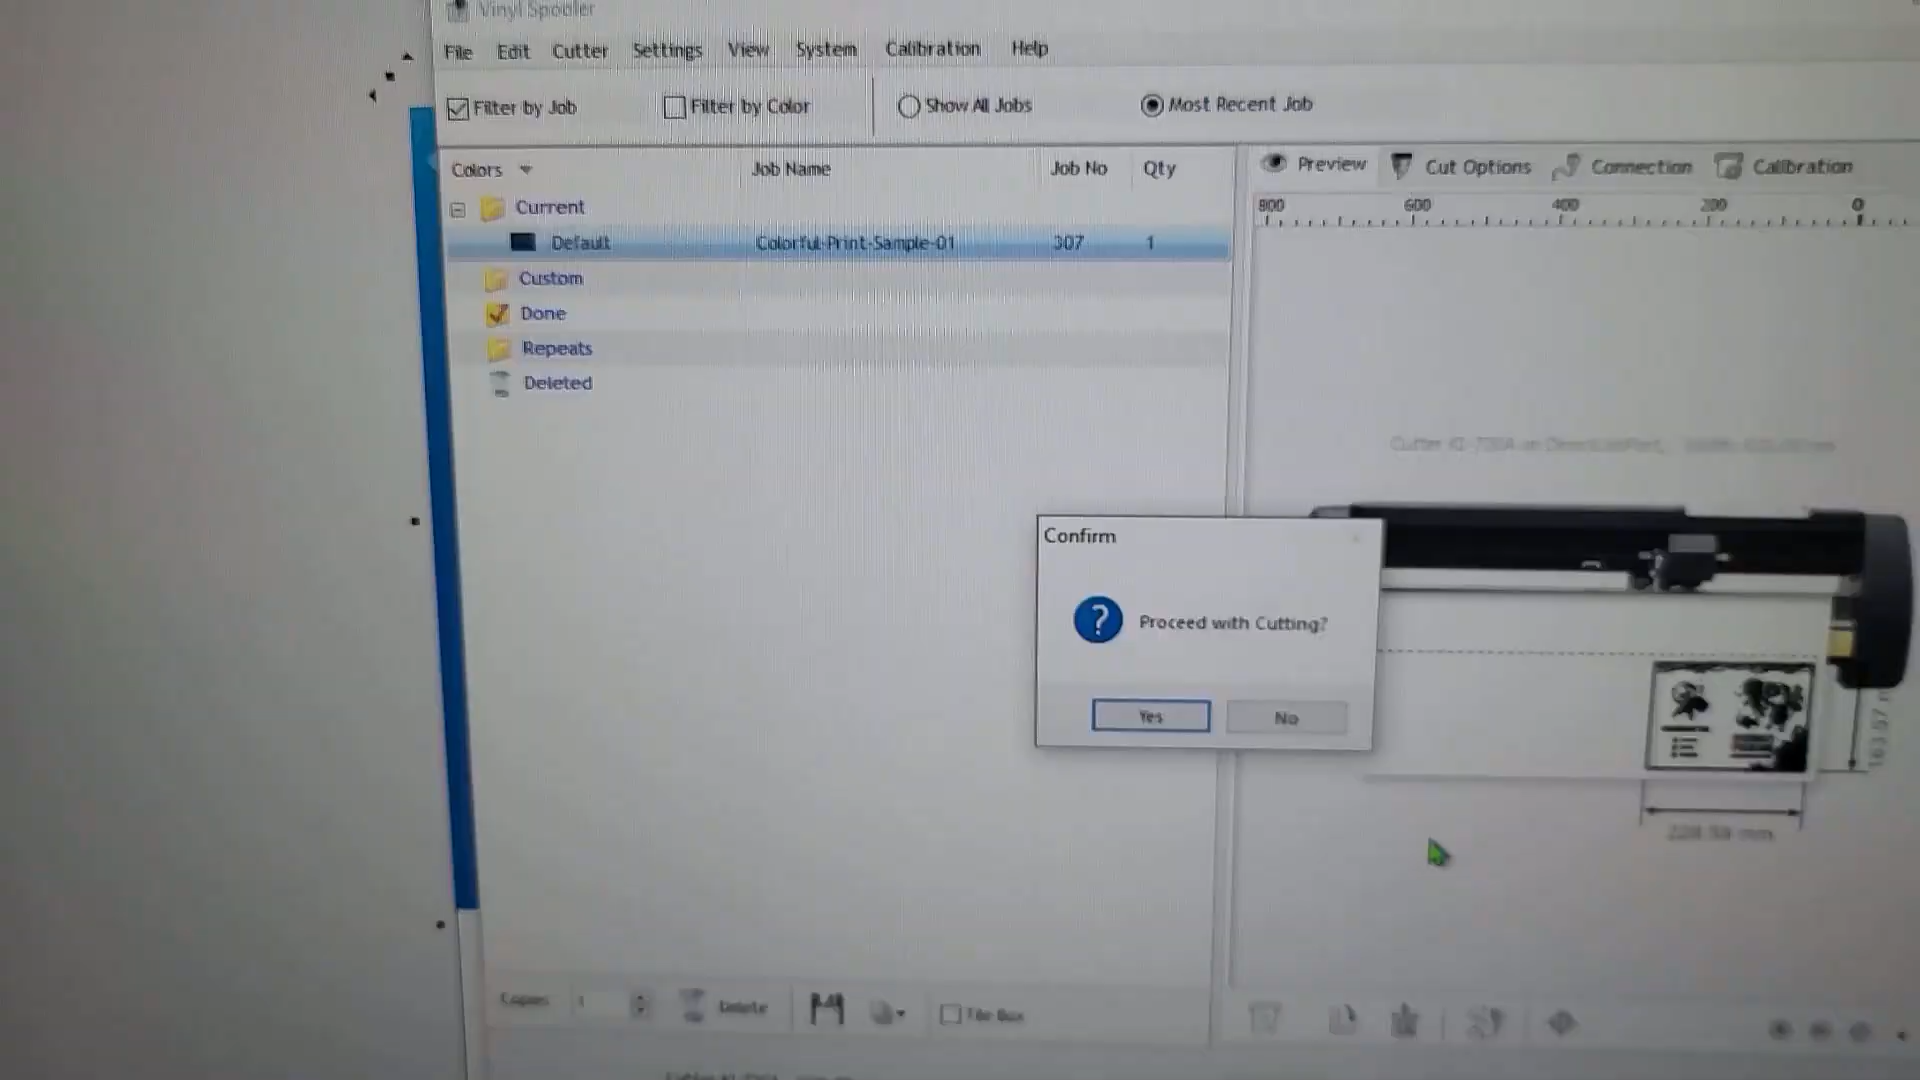 Vinyl Spooler
File Edit Cutter Settings View System Calibration Help
Filter by Job Filter by Color Show All Jobs Most Recent Job
Colors Job Name Job No Qty
Preview Cut Options Connection Calibration
800 600 400 200 0
Current
Default Colorful-Print-Sample-01 307 1
Custom
Done
Repeats
Deleted
Confirm
?
Proceed with Cutting?
Yes No
Copies 1 Delete